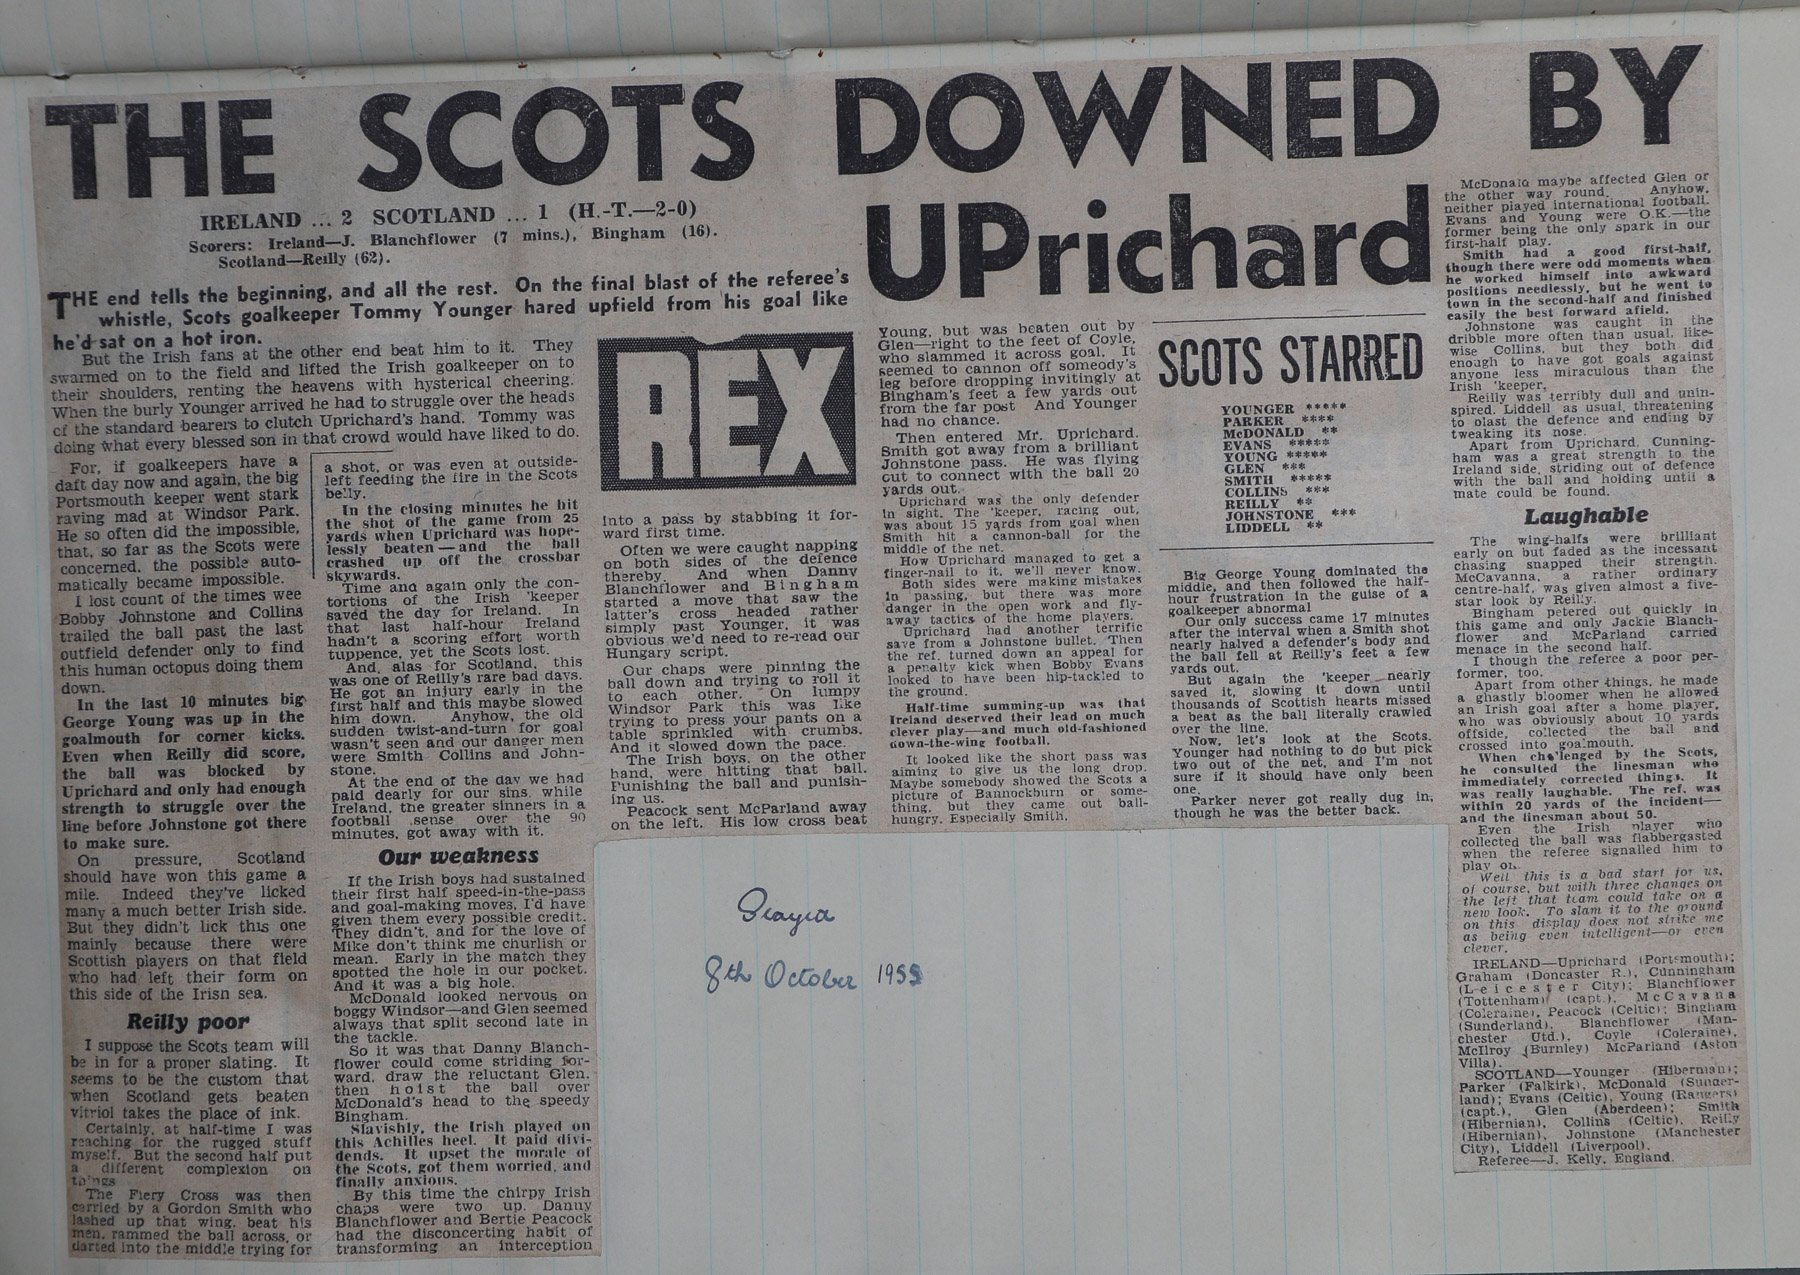 THE SCOTS DOWNED BY
UPrichard
IRELAND ... 2 SCOTLAND ... 1 (H.-T.—2-0)
Scorers: Ireland—J. Blanchflower (7 mins.), Bingham (16).
Scotland—Reilly (62).
THE end tells the beginning, and all the rest. On the final blast of the referee's
whistle, Scots goalkeeper Tommy Younger hared upfield from his goal like
he'd sat on a hot iron.
But the Irish fans at the other end beat him to it. They
swarmed on to the field and lifted the Irish goalkeeper on to
their shoulders, renting the heavens with hysterical cheering.
When the burly Younger arrived he had to struggle over the heads
of the standard bearers to clutch Uprichard's hand. Tommy was
doing what every blessed son in that crowd would have liked to do.
For, if goalkeepers have a
daft day now and again, the big
Portsmouth keeper went stark
raving mad at Windsor Park.
He so often did the impossible,
that, so far as the Scots were
concerned, the possible auto-
matically became impossible.
I lost count of the times wee
Bobby Johnstone and Collins
trailed the ball past the last
outfield defender only to find
this human octopus doing them
down.
In the last 10 minutes big
George Young was up in the
goalmouth for corner kicks.
Even when Reilly did score,
the ball was blocked by
Uprichard and only had enough
strength to struggle over the
line before Johnstone got there
to make sure.
On pressure, Scotland
should have won this game a
mile. Indeed they've licked
many a much better Irish side.
But they didn't lick this one
mainly because there were
Scottish players on that field
who had left their form on
this side of the Irish sea.
Reilly poor
I suppose the Scots team will
be in for a proper slating. It
seems to be the custom that
when Scotland gets beaten
vitriol takes the place of ink.
Certainly, at half-time I was
reaching for the rugged stuff
myself. But the second half put
a different complexion on
things
The Fiery Cross was then
carried by a Gordon Smith who
lashed up that wing, beat his
men, rammed the ball across, or
darted into the middle trying for
a shot, or was even at outside-
left feeding the fire in the Scots
belly.
In the closing minutes he hit
the shot of the game from 25
yards when Uprichard was hope-
lessly beaten—and the ball
crashed up off the crossbar
skywards.
Time and again only the con-
tortions of the Irish 'keeper
saved the day for Ireland. In
that last half-hour Ireland
hadn't a scoring effort worth
tuppence, yet the Scots lost.
And, alas for Scotland, this
was one of Reilly's rare bad days.
He got an injury early in the
first half and this maybe slowed
him down. Anyhow, the old
sudden twist-and-turn for goal
wasn't seen and our danger men
were Smith Collins and John-
stone.
At the end of the day we had
paid dearly for our sins, while
Ireland, the greater sinners in a
football sense over the 90
minutes, got away with it.
Our weakness
If the Irish boys had sustained
their first half speed-in-the-pass
and goal-making moves, I'd have
given them every possible credit.
They didn't, and for the love of
Mike don't think me churlish or
mean. Early in the match they
spotted the hole in our pocket.
And it was a big hole.
McDonald looked nervous on
boggy Windsor—and Glen seemed
always that split second late in
the tackle.
So it was that Danny Blanch-
flower could come striding for-
ward, draw the reluctant Glen,
then hoist the ball over
McDonald's head to the speedy
Bingham.
Slavishly, the Irish played on
this Achilles heel. It paid divi-
dends. It upset the morale of
the Scots, got them worried, and
finally anxious.
By this time the chirpy Irish
chaps were two up. Danny
Blanchflower and Bertie Peacock
had the disconcerting habit of
transforming an interception
REX
into a pass by stabbing it for-
ward first time.
Often we were caught napping
on both sides of the defence
thereby. And when Danny
Blanchflower and Bingham
started a move that saw the
latter's cross headed rather
simply past Younger, it was
obvious we'd need to re-read our
Hungary script.
Our chaps were pinning the
ball down and trying to roll it
to each other. On lumpy
Windsor Park this was like
trying to press your pants on a
table sprinkled with crumbs.
And it slowed down the pace.
The Irish boys, on the other
hand, were hitting that ball.
Punishing the ball and punish-
ing us.
Peacock sent McParland away
on the left. His low cross beat
Young, but was beaten out by
Glen—right to the feet of Coyle,
who slammed it across goal. It
seemed to cannon off someody's
leg before dropping invitingly at
Bingham's feet a few yards out
from the far post And Younger
had no chance.
Then entered Mr. Uprichard.
Smith got away from a brilliant
Johnstone pass. He was flying
out to connect with the ball 20
yards out.
Uprichard was the only defender
in sight. The 'keeper, racing out,
was about 15 yards from goal when
Smith hit a cannon-ball for the
middle of the net.
How Uprichard managed to get a
finger-nail to it, we'll never know.
Both sides were making mistakes
in passing, but there was more
danger in the open work and fly-
away tactics of the home players.
Uprichard had another terrific
save from a Johnstone bullet. Then
the ref. turned down an appeal for
a penalty kick when Bobby Evans
looked to have been hip-tackled to
the ground.
Half-time summing-up was that
Ireland deserved their lead on much
clever play—and much old-fashioned
down-the-wing football.
It looked like the short pass was
aiming to give us the long drop.
Maybe somebody showed the Scots a
picture of Bannockburn or some-
thing, but they came out ball-
hungry. Especially Smith.
SCOTS STARRED
YOUNGER *****
PARKER ****
McDONALD **
EVANS *****
YOUNG *****
GLEN ***
SMITH *****
COLLINS ***
REILLY **
JOHNSTONE ***
LIDDELL **
Big George Young dominated the
middle, and then followed the half-
hour frustration in the guise of a
goalkeeper abnormal
Our only success came 17 minutes
after the interval when a Smith shot
nearly halved a defender's body and
the ball fell at Reilly's feet a few
yards out.
But again the 'keeper nearly
saved it, slowing it down until
thousands of Scottish hearts missed
a beat as the ball literally crawled
over the line.
Now, let's look at the Scots.
Younger had nothing to do but pick
two out of the net, and I'm not
sure if it should have only been
one.
Parker never got really dug in,
though he was the better back.
McDonald maybe affected Glen or
the other way round. Anyhow,
neither played international football.
Evans and Young were O.K.—the
former being the only spark in our
first-half play.
Smith had a good first-half,
though there were odd moments when
he worked himself into awkward
positions needlessly, but he went to
town in the second-half and finished
easily the best forward afield.
Johnstone was caught in the
dribble more often than usual, like-
wise Collins, but they both did
enough to have got goals against
anyone less miraculous than the
Irish 'keeper.
Reilly was terribly dull and unin-
spired. Liddell as usual, threatening
to blast the defence and ending by
tweaking its nose.
Apart from Uprichard, Cunning-
ham was a great strength to the
Ireland side, striding out of defence
with the ball and holding until a
mate could be found.
Laughable
The wing-halfs were brilliant
early on but faded as the incessant
chasing snapped their strength.
McCavanna, a rather ordinary
centre-half, was given almost a five-
star look by Reilly.
Bingham petered out quickly in
this game and only Jackie Blanch-
flower and McParland carried
menace in the second half.
I though the referee a poor per-
former, too.
Apart from other things, he made
a ghastly bloomer when he allowed
an Irish goal after a home player,
who was obviously about 10 yards
offside, collected the ball and
crossed into goalmouth.
When challenged by the Scots,
he consulted the linesman who
immediately corrected things. It
was really laughable. The ref. was
within 20 yards of the incident—
and the linesman about 50.
Even the Irish player who
collected the ball was flabbergasted
when the referee signalled him to
play on.
Well this is a bad start for us,
of course, but with three changes on
the left that team could take on a
new look. To slam it to the ground
on this display does not strike me
as being even intelligent—or even
clever.
IRELAND—Uprichard (Portsmouth);
Graham (Doncaster R.), Cunningham
(Leicester City); Blanchflower
(Tottenham) (capt.), McCavana
(Coleraine), Peacock (Celtic); Bingham
(Sunderland), Blanchflower (Man-
chester Utd.), Coyle (Coleraine),
McIlroy (Burnley) McParland (Aston
Villa).
SCOTLAND—Younger (Hibernian);
Parker (Falkirk), McDonald (Sunder-
land); Evans (Celtic), Young (Rangers)
(capt.), Glen (Aberdeen); Smith
(Hibernian), Collins (Celtic), Reilly
(Hibernian), Johnstone (Manchester
City), Liddell (Liverpool).
Referee—J. Kelly, England.
8th October 1955